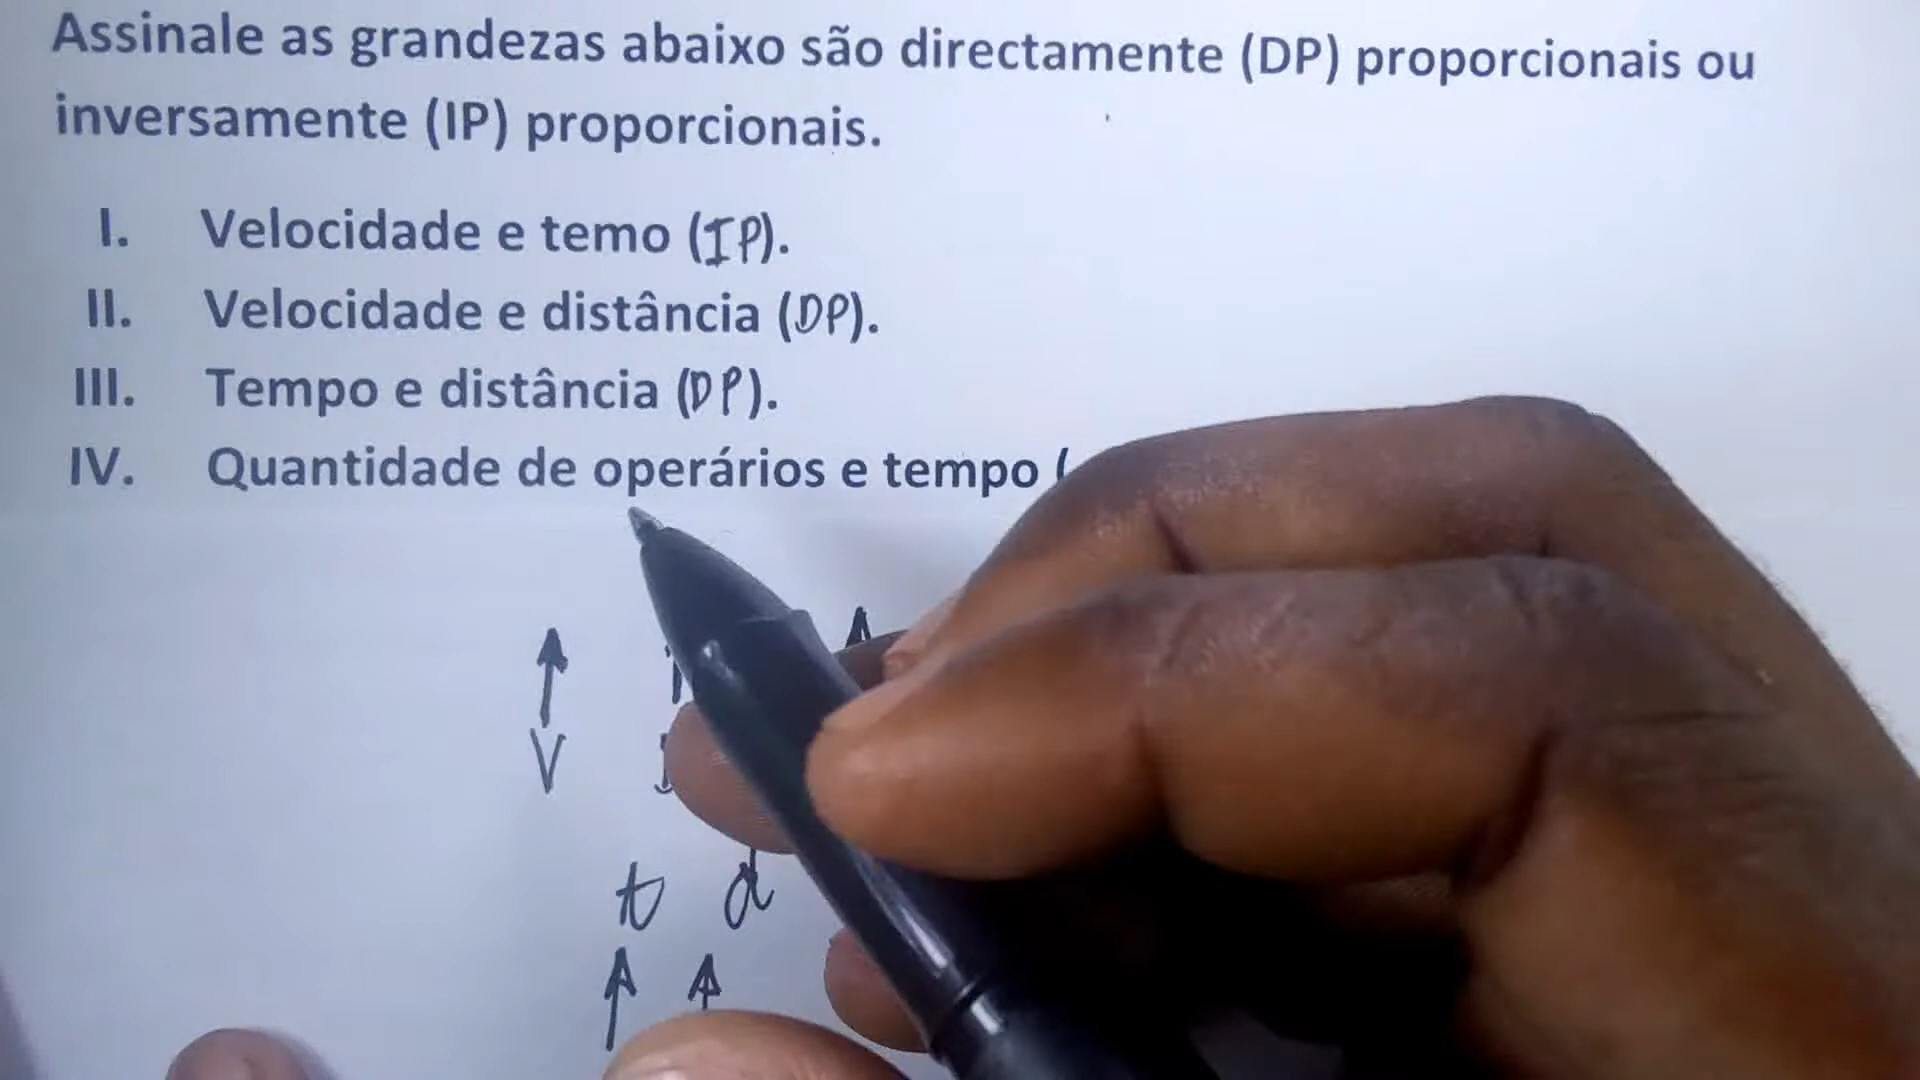 Assinale as grandezas abaixo são directamente (DP) proporcionais ou
inversamente (IP) proporcionais.
I. Velocidade e temo (IP).
II. Velocidade e distância (DP).
III. Tempo e distância (DP).
IV. Quantidade de operários e tempo (
V
t d